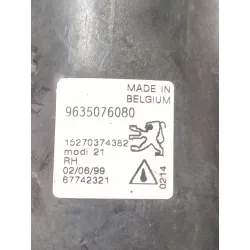 MADE IN
BELGIUM
9635076080
15270374382
modi 21
RH
02/06/99
67742321
0214